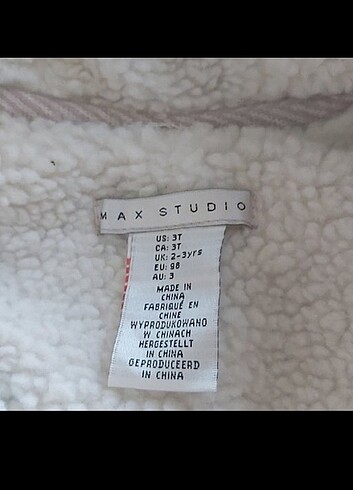 MAX STUDIO
US: 3T
CA: 3T
UK: 2-3yrs
EU: 98
AU: 3
MADE IN
CHINA
FABRIQUÉ EN
CHINE
WYPRODUKOWANO
W CHINACH
HERGESTELLT
IN CHINA
GEPRODUCEERD
IN CHINA